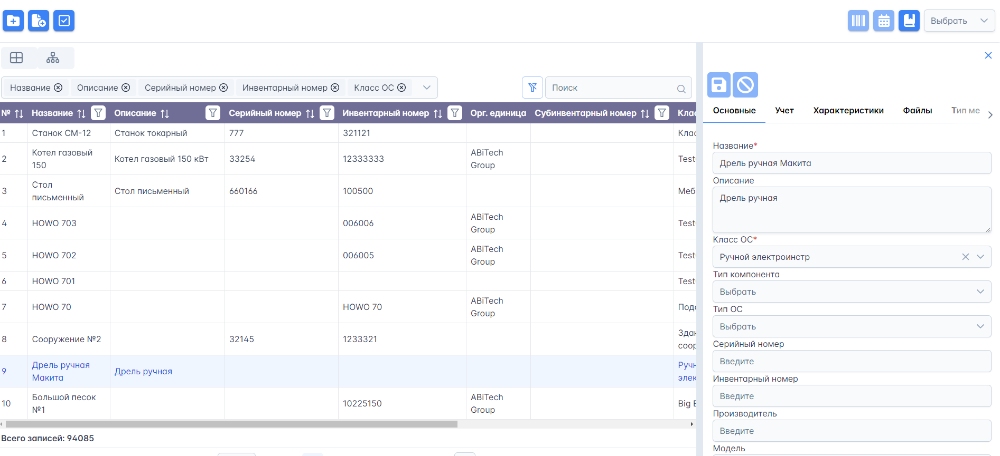 Выбрать
Название Описание Серийный номер Инвентарный номер Класс ОС Поиск
№ Название Описание Серийный номер Инвентарный номер Орг. единица Субинвентарный номер Клас
1 Станок СМ-12 Станок токарный 777 321121 Клас
2 Котел газовый 150 Котел газовый 150 кВт 33254 12333333 ABiTech Group Test
3 Стол письменный Стол письменный 660166 100500 Меб
4 HOWO 703 006006 ABiTech Group Test
5 HOWO 702 006005 ABiTech Group Test
6 HOWO 701 Test
7 HOWO 70 HOWO 70 ABiTech Group Под
8 Сооружение №2 32145 1233321 Здан соор
9 Дрель ручная Макита Дрель ручная Ручн элек
10 Большой песок №1 10225150 ABiTech Group Big
Всего записей: 94085
Основные Учет Характеристики Файлы Тип ме
Название*
Дрель ручная Макита
Описание
Дрель ручная
Класс ОС*
Ручной электроинстр
Тип компонента
Выбрать
Тип ОС
Выбрать
Серийный номер
Введите
Инвентарный номер
Введите
Производитель
Введите
Модель